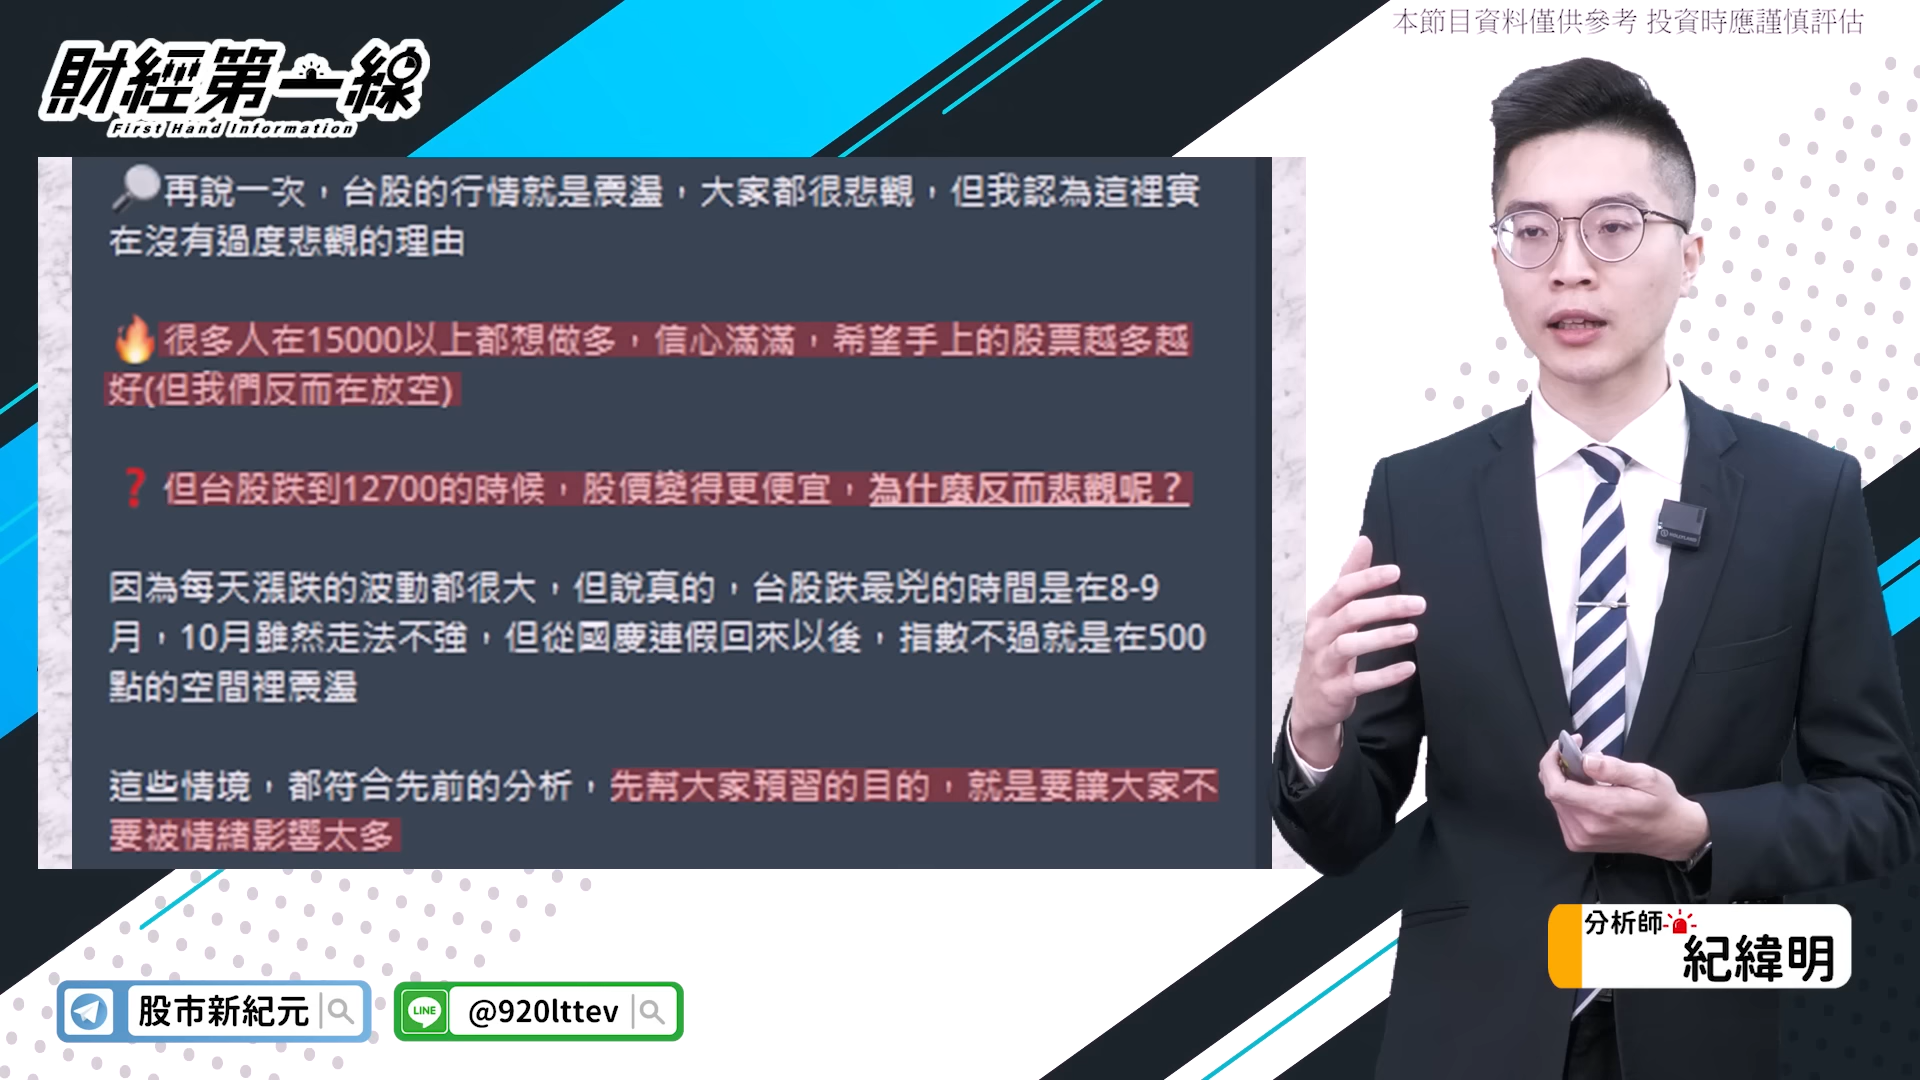 本節目資料僅供參考 投資時應謹慎評估
財經第一線
First Hand Information
再說一次，台股的行情就是震盪，大家都很悲觀，但我認為這裡實
在沒有過度悲觀的理由
很多人在15000以上都想做多，信心滿滿，希望手上的股票越多越
好(但我們反而在放空)
❓但台股跌到12700的時候，股價變得更便宜，為什麼反而悲觀呢？
因為每天漲跌的波動都很大，但說真的，台股跌最兇的時間是在8-9
月，10月雖然走法不強，但從國慶連假回來以後，指數不過就是在500
點的空間裡震盪
這些情境，都符合先前的分析，先幫大家預習的目的，就是要讓大家不
要被情緒影響太多
分析師
紀緯明
股市新紀元
LINE
@920lttev